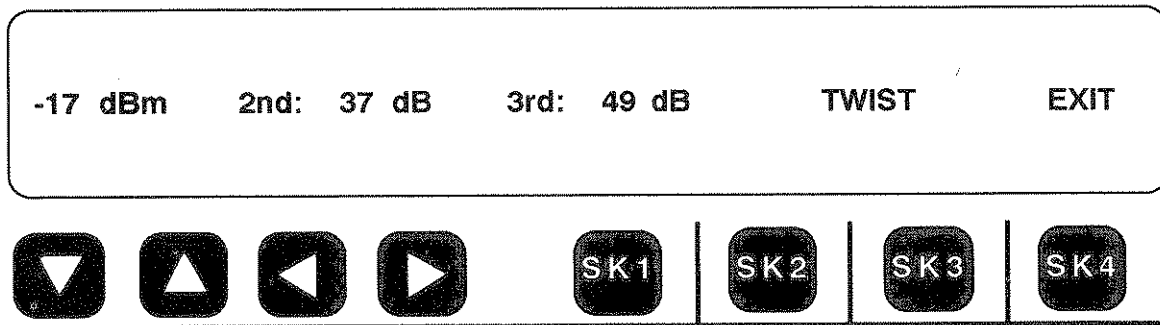 -17 dBm 2nd: 37 dB 3rd: 49 dB TWIST EXIT
SK1 SK2 SK3 SK4